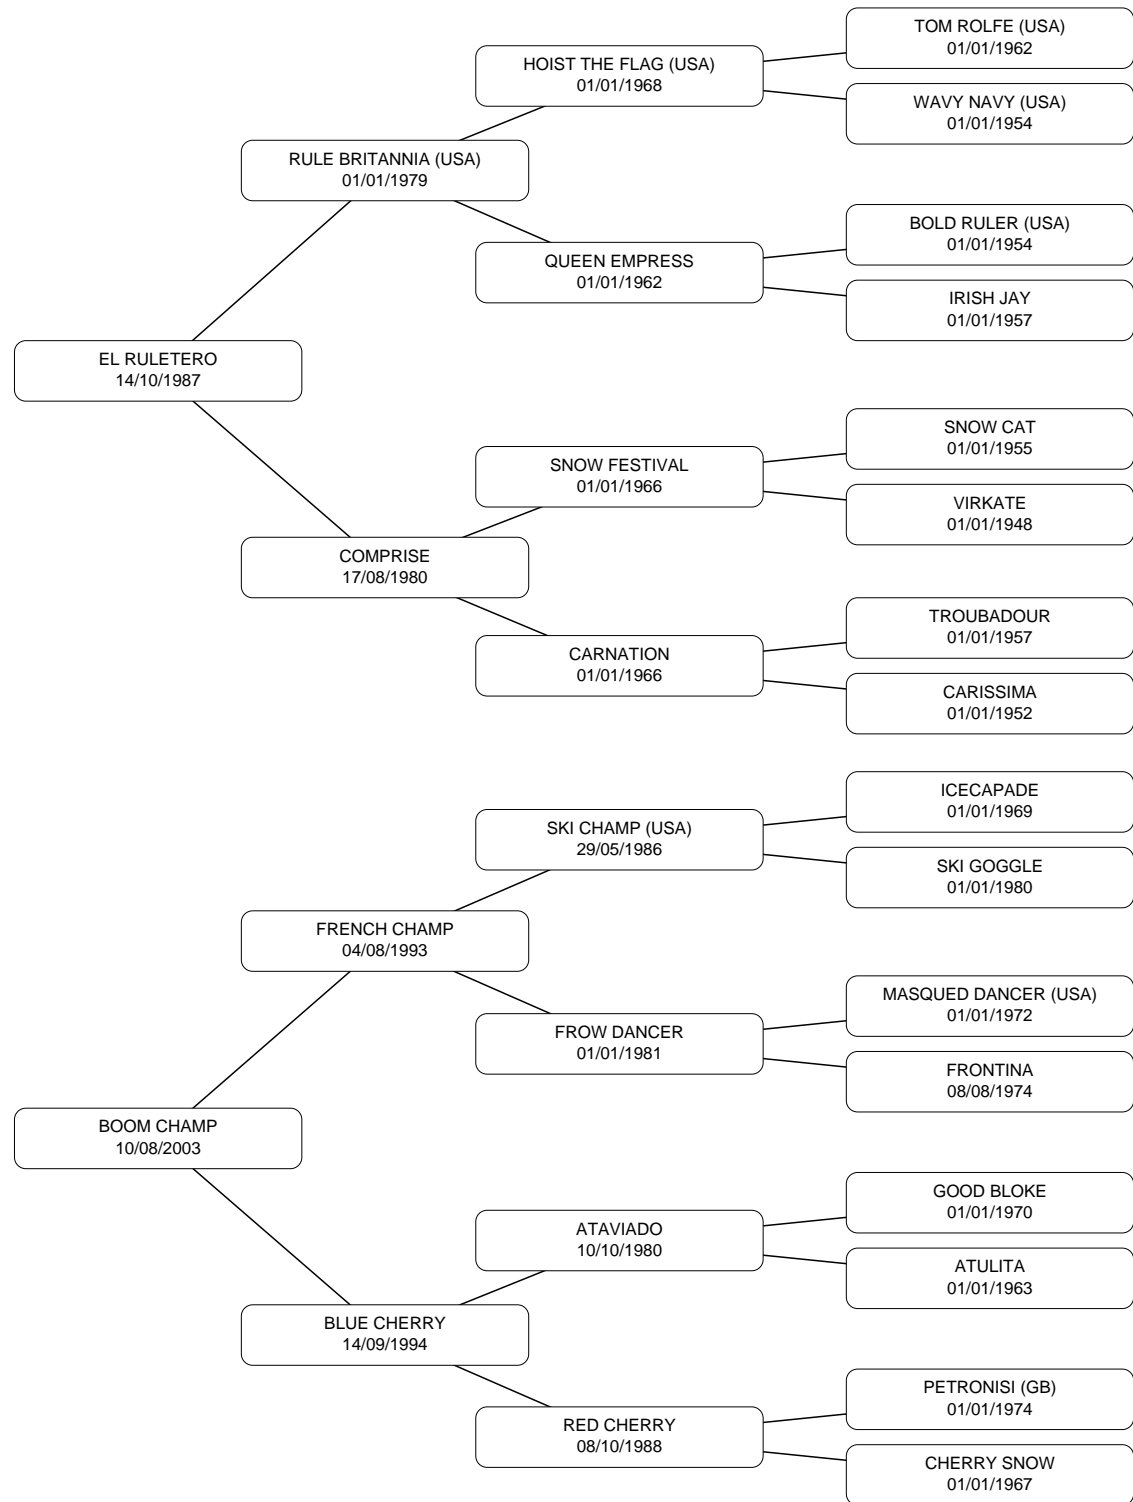 TOM ROLFE (USA)
01/01/1962
HOIST THE FLAG (USA)
01/01/1968
WAVY NAVY (USA)
01/01/1954
RULE BRITANNIA (USA)
01/01/1979
BOLD RULER (USA)
01/01/1954
QUEEN EMPRESS
01/01/1962
IRISH JAY
01/01/1957
EL RULETERO
14/10/1987
SNOW CAT
01/01/1955
SNOW FESTIVAL
01/01/1966
VIRKATE
01/01/1948
COMPRISE
17/08/1980
TROUBADOUR
01/01/1957
CARNATION
01/01/1966
CARISSIMA
01/01/1952
ICECAPADE
01/01/1969
SKI CHAMP (USA)
29/05/1986
SKI GOGGLE
01/01/1980
FRENCH CHAMP
04/08/1993
MASQUED DANCER (USA)
01/01/1972
FROW DANCER
01/01/1981
FRONTINA
08/08/1974
BOOM CHAMP
10/08/2003
GOOD BLOKE
01/01/1970
ATAVIADO
10/10/1980
ATULITA
01/01/1963
BLUE CHERRY
14/09/1994
PETRONISI (GB)
01/01/1974
RED CHERRY
08/10/1988
CHERRY SNOW
01/01/1967